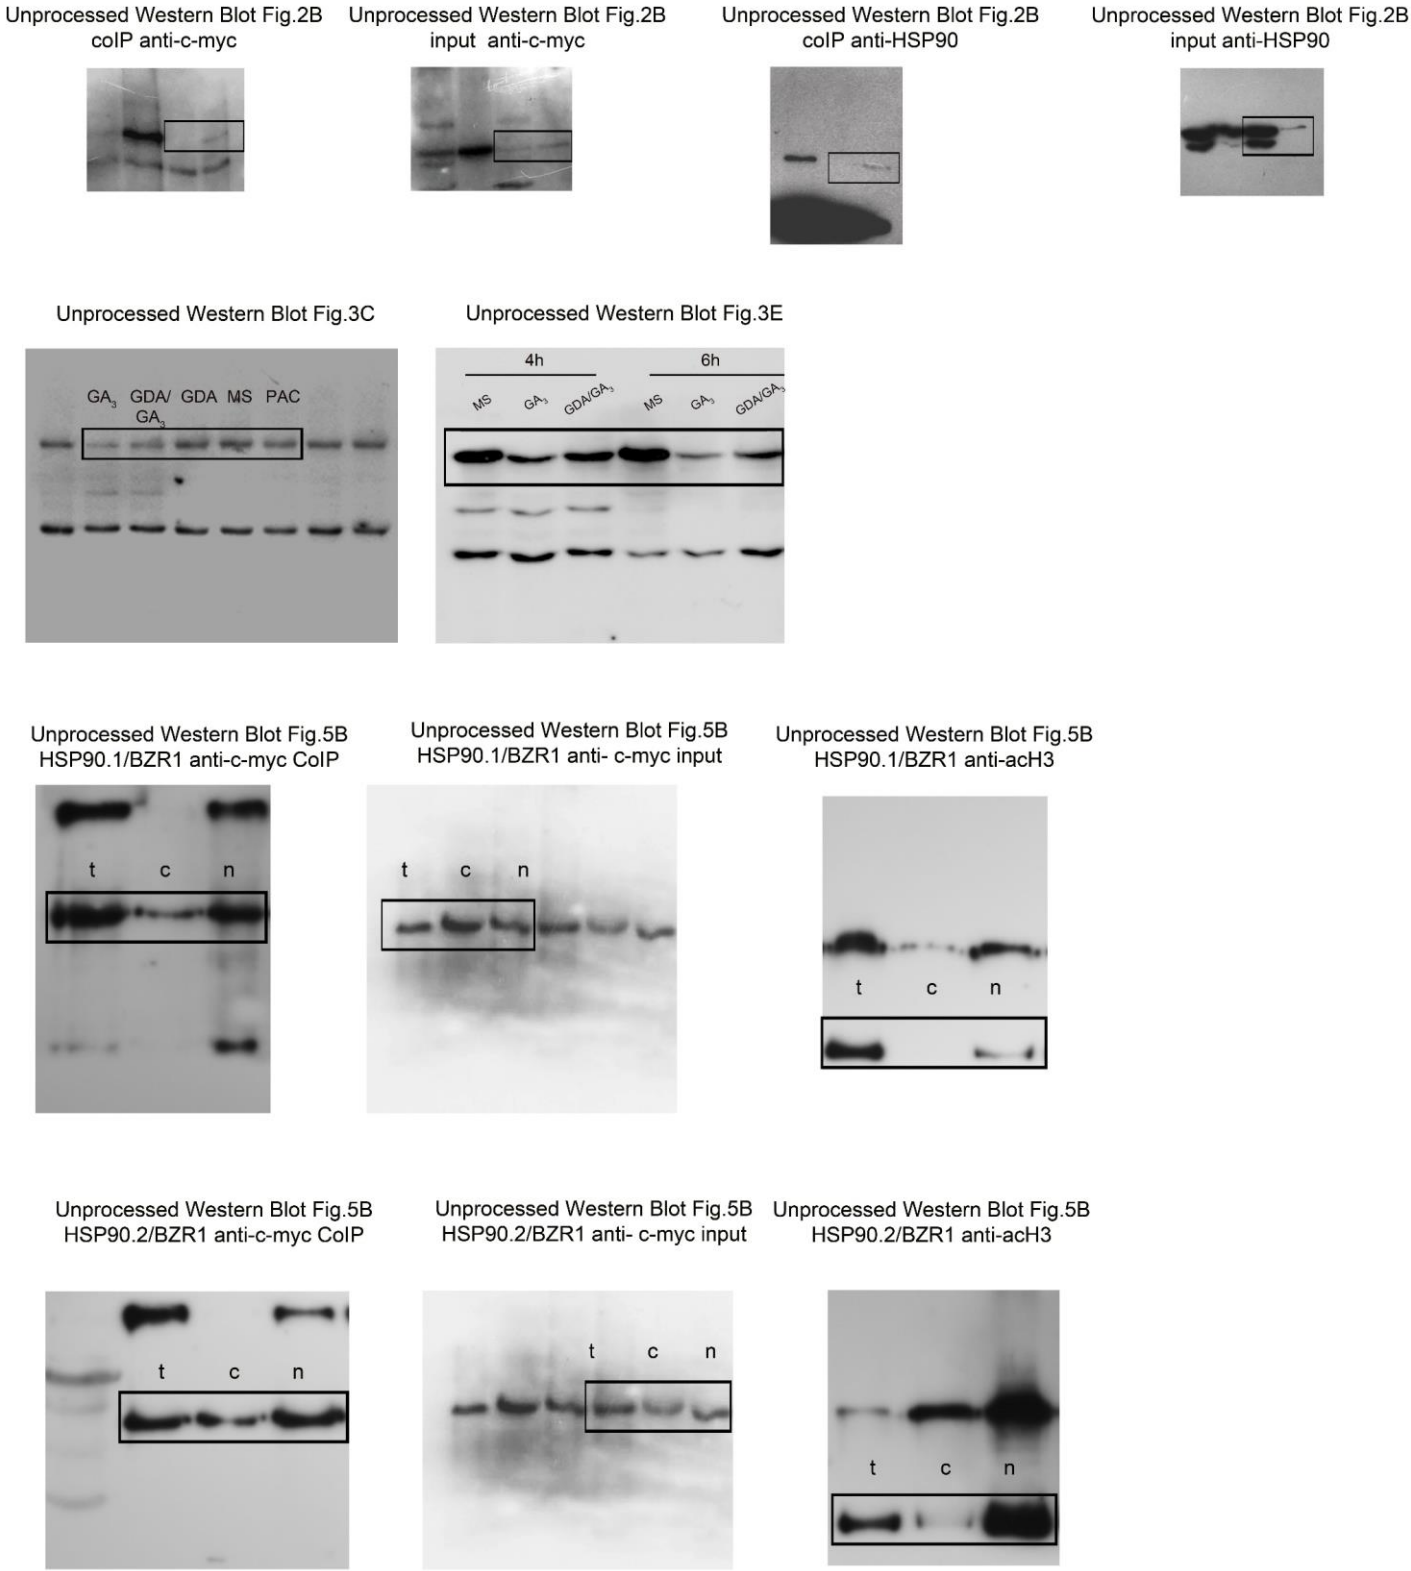 Unprocessed Western Blot Fig.2B
coIP anti-c-myc
Unprocessed Western Blot Fig.2B
input anti-c-myc
Unprocessed Western Blot Fig.2B
coIP anti-HSP90
Unprocessed Western Blot Fig.2B
input anti-HSP90
Unprocessed Western Blot Fig.3C
GA3 GDA/ GDA MS PAC
GA3
Unprocessed Western Blot Fig.3E
4h 6h
MS GA3 GDA/GA3 MS GA3 GDA/GA3
Unprocessed Western Blot Fig.5B
HSP90.1/BZR1 anti-c-myc CoIP
t c n
Unprocessed Western Blot Fig.5B
HSP90.1/BZR1 anti- c-myc input
t c n
Unprocessed Western Blot Fig.5B
HSP90.1/BZR1 anti-acH3
t c n
Unprocessed Western Blot Fig.5B
HSP90.2/BZR1 anti-c-myc CoIP
t c n
Unprocessed Western Blot Fig.5B
HSP90.2/BZR1 anti- c-myc input
t c n
Unprocessed Western Blot Fig.5B
HSP90.2/BZR1 anti-acH3
t c n